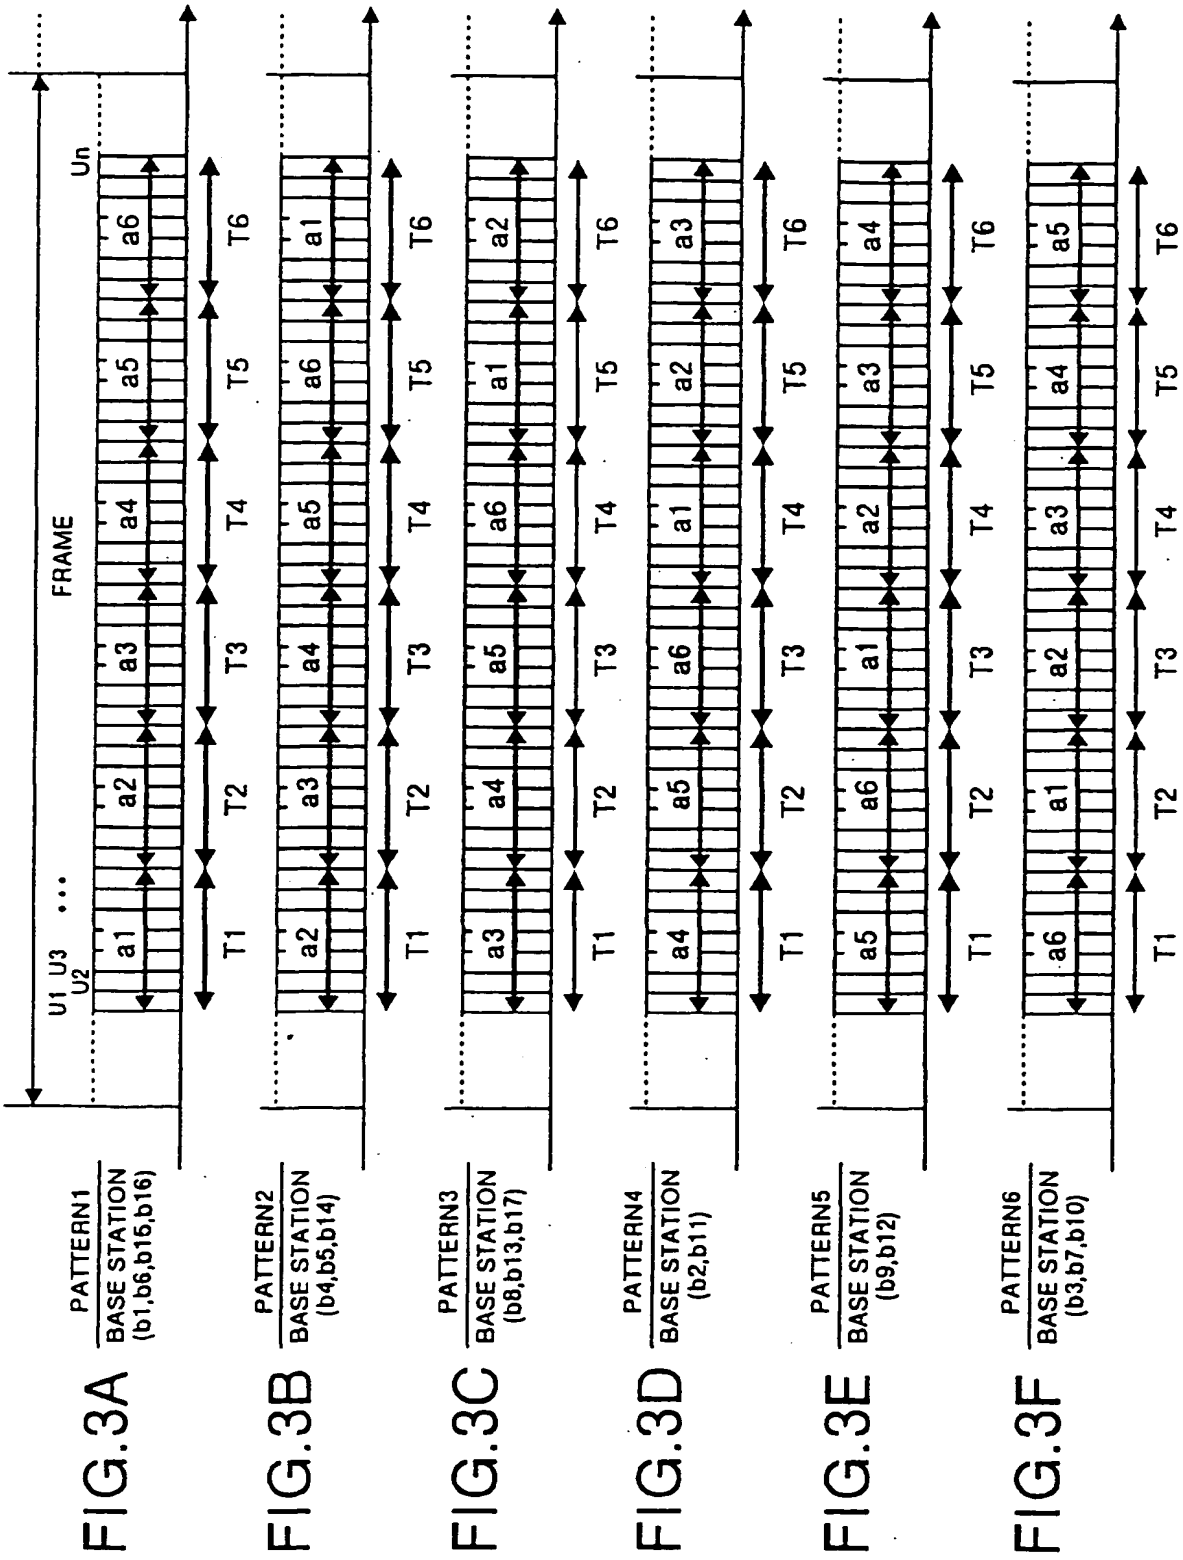 FRAME
U1 U3 ... Un
U2
FIG.3A
PATTERN1
BASE STATION
(b1,b6,b15,b16)
a1 a2 a3 a4 a5 a6
T1 T2 T3 T4 T5 T6
FIG.3B
PATTERN2
BASE STATION
(b4,b5,b14)
a2 a3 a4 a5 a6 a1
T1 T2 T3 T4 T5 T6
FIG.3C
PATTERN3
BASE STATION
(b8,b13,b17)
a3 a4 a5 a6 a1 a2
T1 T2 T3 T4 T5 T6
FIG.3D
PATTERN4
BASE STATION
(b2,b11)
a4 a5 a6 a1 a2 a3
T1 T2 T3 T4 T5 T6
FIG.3E
PATTERN5
BASE STATION
(b9,b12)
a5 a6 a1 a2 a3 a4
T1 T2 T3 T4 T5 T6
FIG.3F
PATTERN6
BASE STATION
(b3,b7,b10)
a6 a1 a2 a3 a4 a5
T1 T2 T3 T4 T5 T6